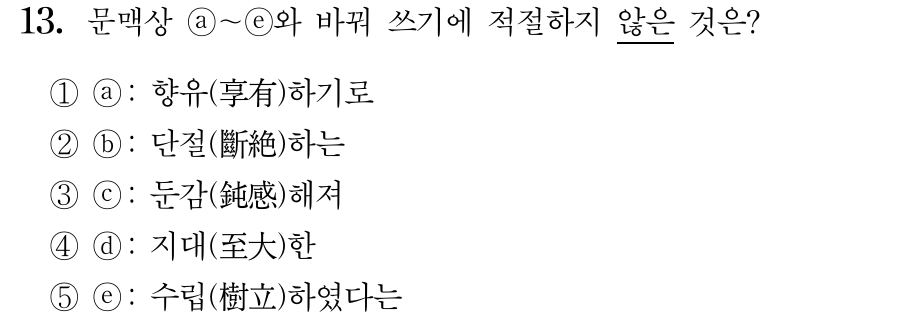 13. 문맥상 ⓐ~ⓔ와 바꿔 쓰기에 적절하지 않은 것은?
① ⓐ: 향유(享有)하기로
② ⓑ: 단절(斷絶)하는
③ ⓒ: 둔감(鈍感)해져
④ ⓓ: 지대(至大)한
⑤ ⓔ: 수립(樹立)하였다는